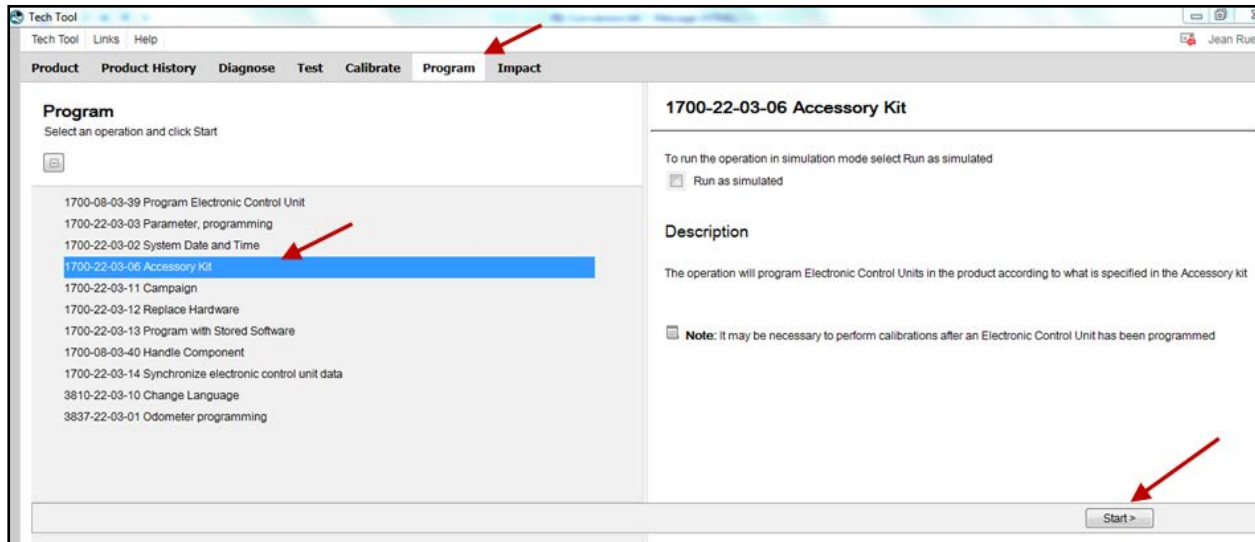 Tech Tool
Tech Tool Links Help
Jean Rue
Product Product History Diagnose Test Calibrate Program Impact
Program
Select an operation and click Start
1700-08-03-39 Program Electronic Control Unit
1700-22-03-03 Parameter, programming
1700-22-03-02 System Date and Time
1700-22-03-06 Accessory Kit
1700-22-03-11 Campaign
1700-22-03-12 Replace Hardware
1700-22-03-13 Program with Stored Software
1700-08-03-40 Handle Component
1700-22-03-14 Synchronize electronic control unit data
3810-22-03-10 Change Language
3837-22-03-01 Odometer programming
1700-22-03-06 Accessory Kit
To run the operation in simulation mode select Run as simulated
Run as simulated
Description
The operation will program Electronic Control Units in the product according to what is specified in the Accessory kit
Note: It may be necessary to perform calibrations after an Electronic Control Unit has been programmed
Start >